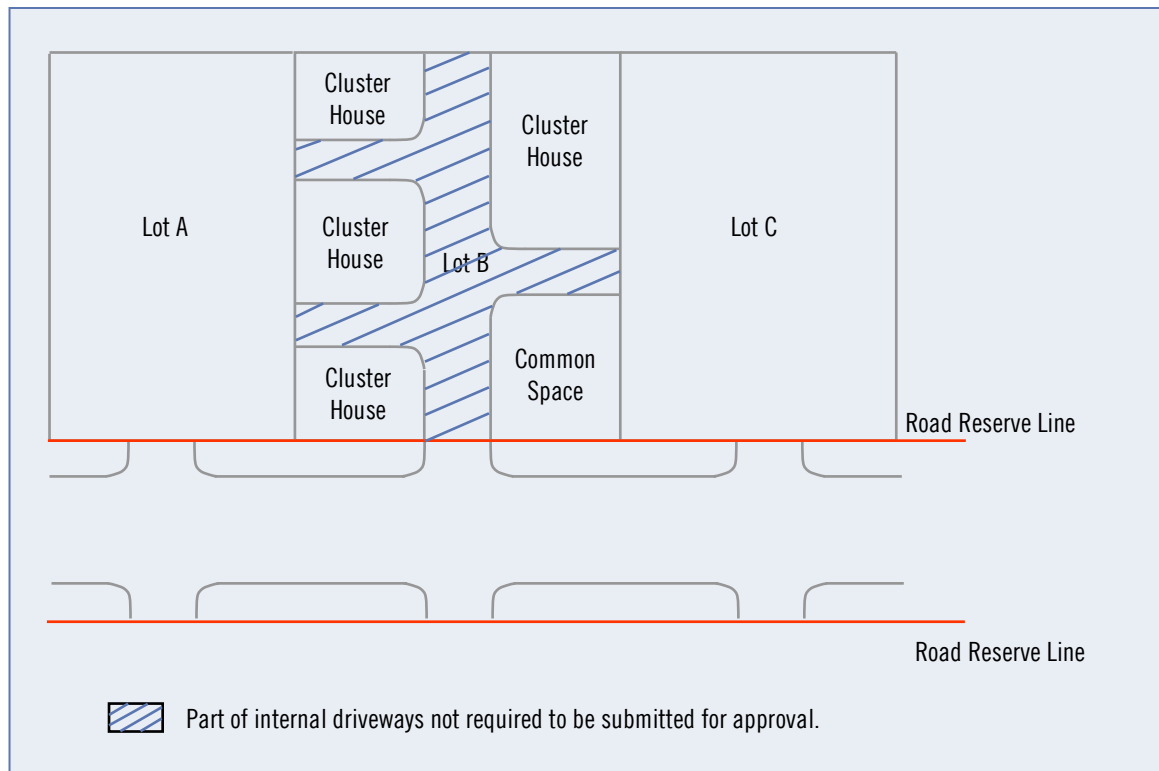 Cluster
House
Cluster
House
Lot A
Cluster
House
Lot C
Lot B
Cluster
House
Common
Space
Road Reserve Line
Road Reserve Line
Part of internal driveways not required to be submitted for approval.